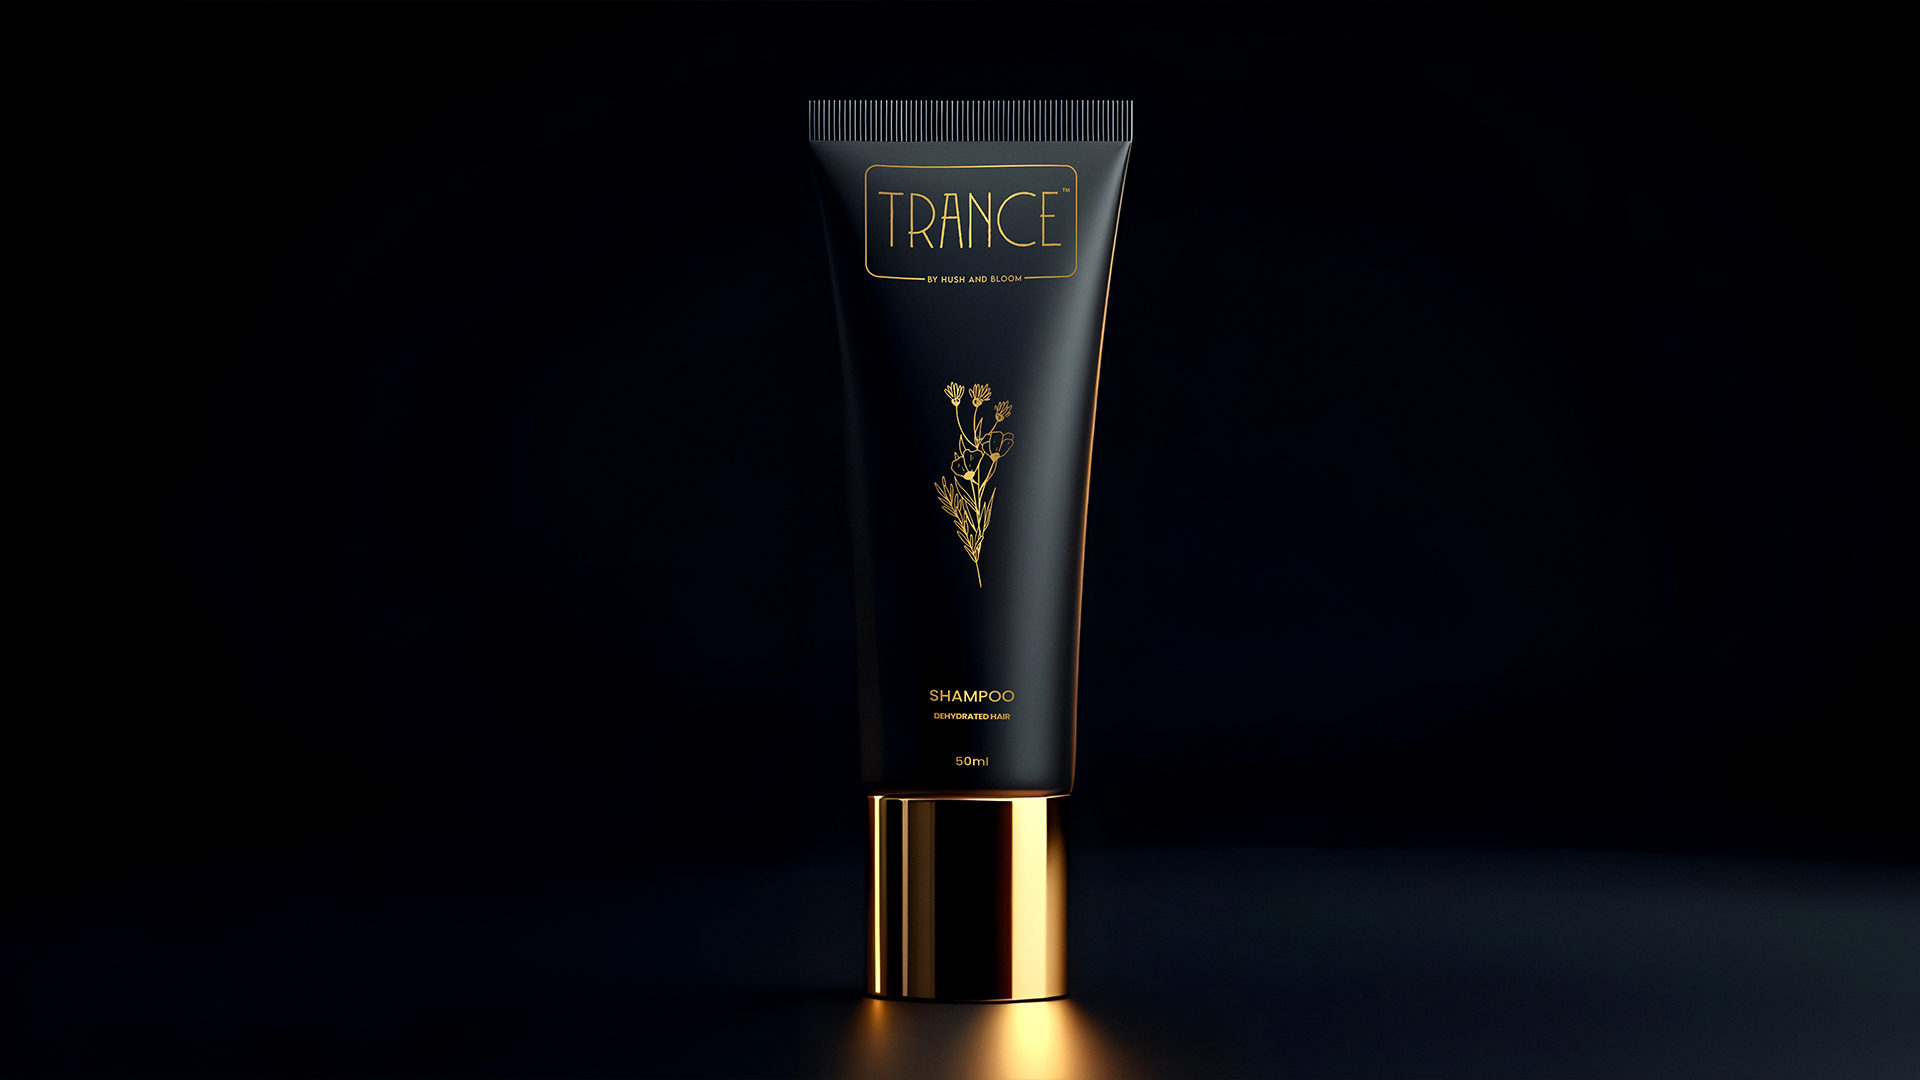 TRANCE™
BY HUSH AND BLOOM
SHAMPOO
DEHYDRATED HAIR
50ml